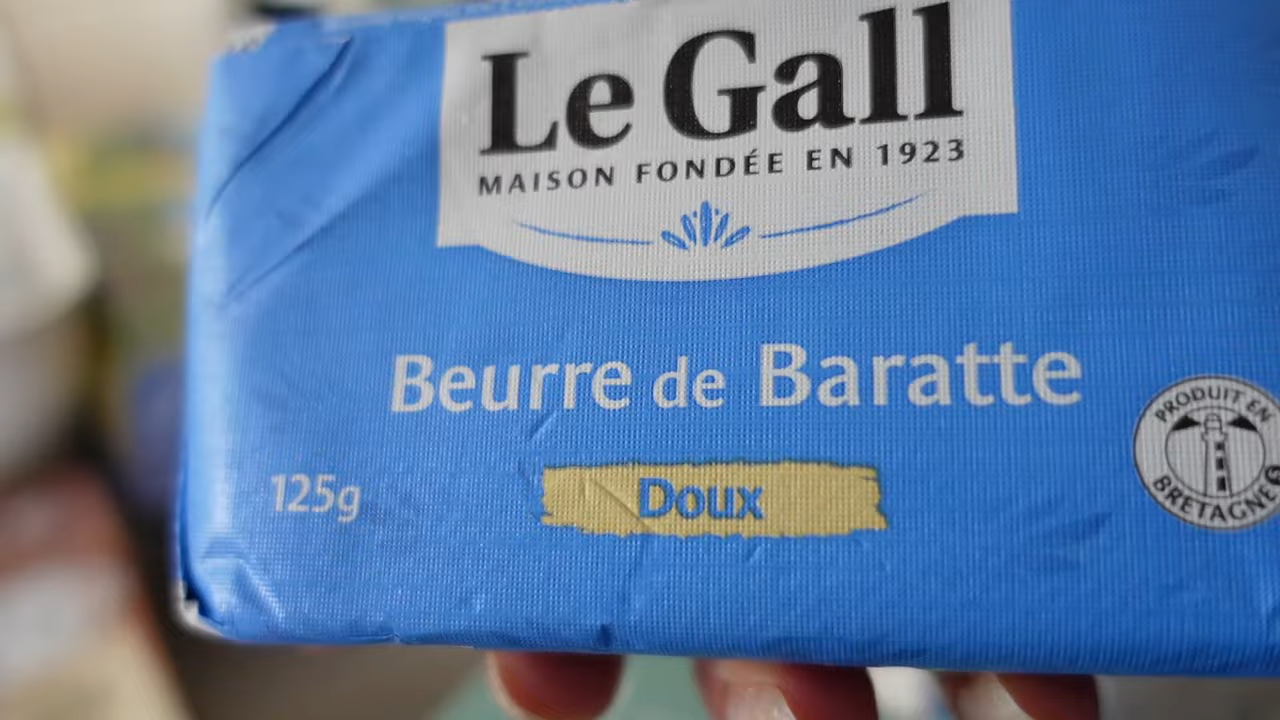 Le Gall
MAISON FONDÉE EN 1923
Beurre de Baratte
125g
Doux
PRODUIT EN
BRETAGNE